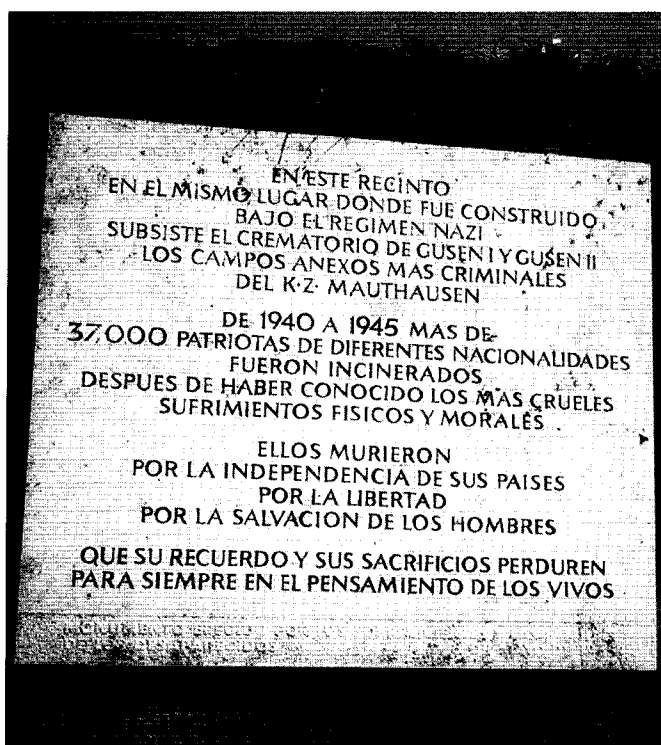 EN ESTE RECINTO
EN EL MISMO LUGAR DONDE FUE CONSTRUIDO
BAJO EL REGIMEN NAZI
SUBSISTE EL CREMATORIO DE GUSEN I Y GUSEN II
LOS CAMPOS ANEXOS MAS CRIMINALES
DEL K·Z· MAUTHAUSEN
DE 1940 A 1945 MAS DE
37.000 PATRIOTAS DE DIFERENTES NACIONALIDADES
FUERON INCINERADOS
DESPUES DE HABER CONOCIDO LOS MAS CRUELES
SUFRIMIENTOS FISICOS Y MORALES
ELLOS MURIERON
POR LA INDEPENDENCIA DE SUS PAISES
POR LA LIBERTAD
POR LA SALVACION DE LOS HOMBRES
QUE SU RECUERDO Y SUS SACRIFICIOS PERDUREN
PARA SIEMPRE EN EL PENSAMIENTO DE LOS VIVOS
MONUMENTO